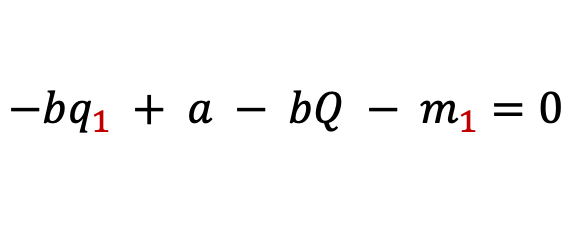 −bq₁ + a − bQ − m₁ = 0